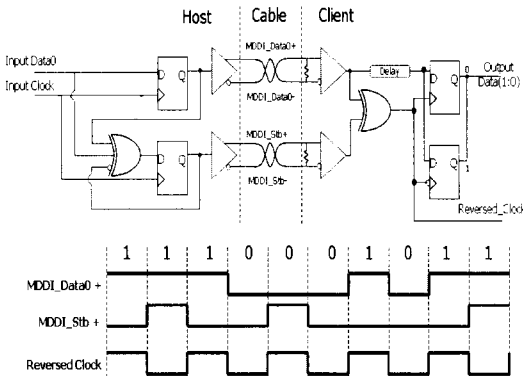 Host Cable Client
Input Data0
Input Clock
MDDI_Data0+
MDDI_Data0-
MDDI_Stb+
MDDI_Stb-
D Q
D Q
Delay
D Q
D Q
0
1
Output
Data(1:0)
Reversed_Clock
1 1 1 0 0 0 1 0 1 1
MDDI_Data0 +
MDDI_Stb +
Reversed Clock